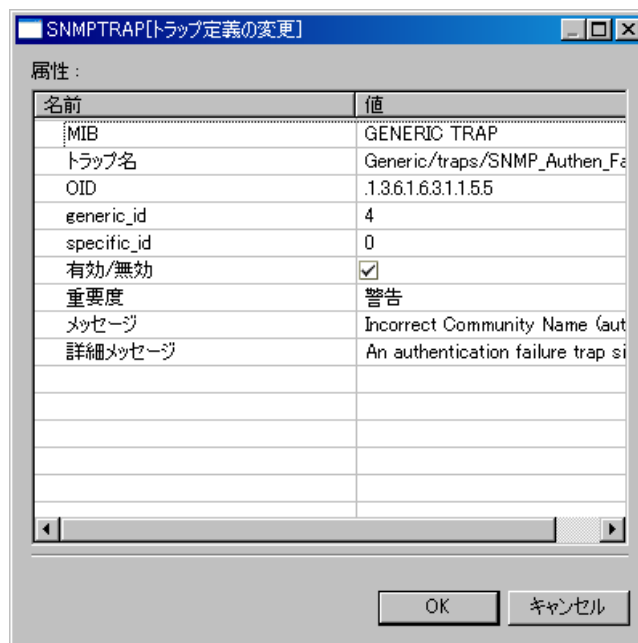 SNMPTRAP[トラップ定義の変更]
属性：
名前 値
MIB GENERIC TRAP
トラップ名 Generic/traps/SNMP_Authen_Fa
OID .1.3.6.1.6.3.1.1.5.5
generic_id 4
specific_id 0
有効/無効
重要度 警告
メッセージ Incorrect Community Name (aut
詳細メッセージ An authentication failure trap si
OK キャンセル